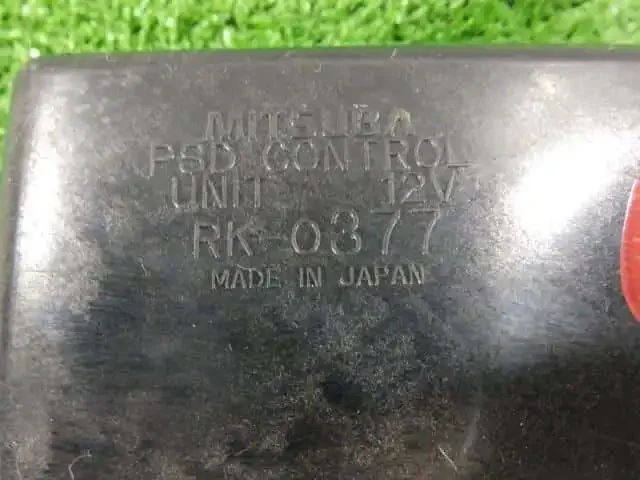 MITSUBA
PSD CONTROL
UNIT 12V
RK-0377
MADE IN JAPAN